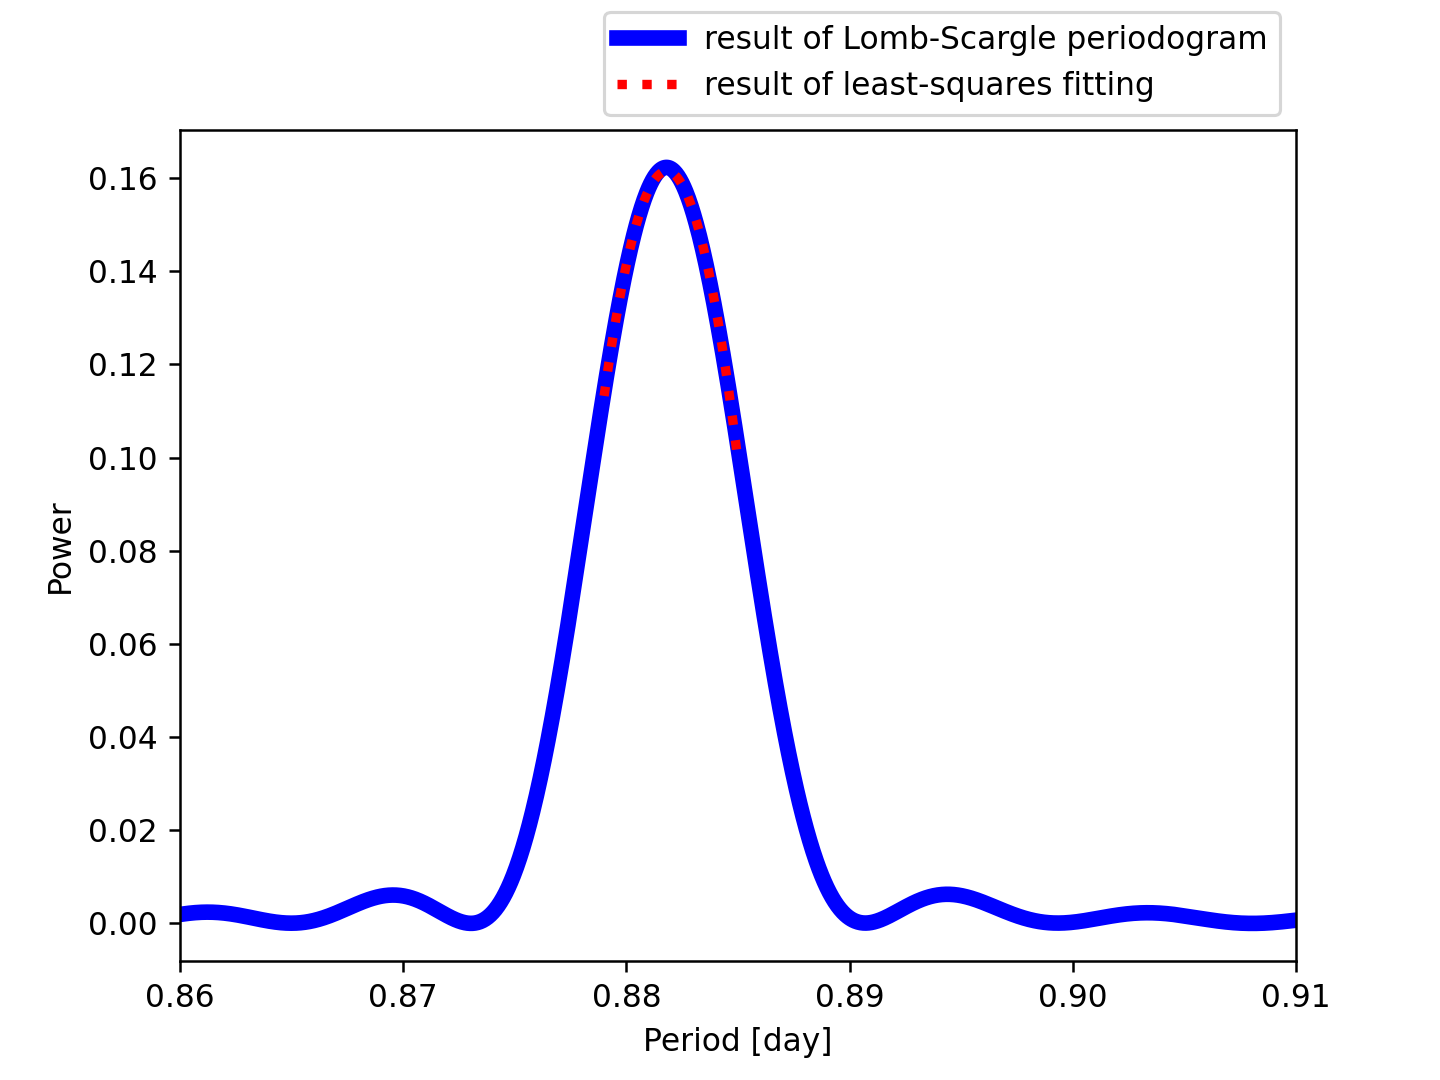 result of Lomb-Scargle periodogram
result of least-squares fitting
0.16
0.14
0.12
0.10
0.08
0.06
0.04
0.02
0.00
Power
0.86 0.87 0.88 0.89 0.90 0.91
Period [day]